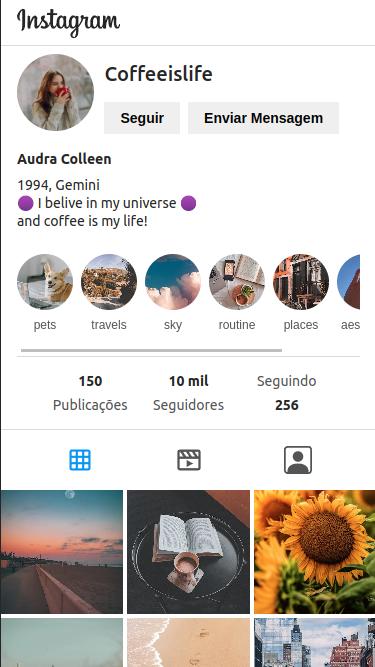 Instagram
Coffeeislife
Seguir
Enviar Mensagem
Audra Colleen
1994, Gemini
🟣 I belive in my universe 🟣
and coffee is my life!
pets
travels
sky
routine
places
aes
150
10 mil
Seguindo
Publicações
Seguidores
256